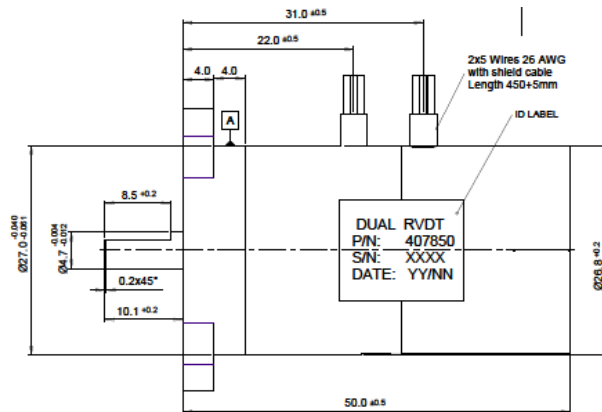 31.0 ±0.5
22.0 ±0.5
4.0
4.0
2x5 Wires 26 AWG
with shield cable
Length 450+5mm
ID LABEL
A
8.5 +0.2
Ø27.0 -0.040 -0.061
Ø4.7 -0.004 -0.012
0.2x45°
10.1 +0.2
DUAL RVDT
P/N: 407850
S/N: XXXX
DATE: YY/NN
Ø26.8 +0.2
50.0 ±0.5